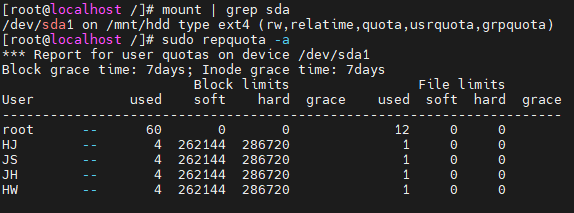 [root@localhost /]# mount | grep sda
/dev/sda1 on /mnt/hdd type ext4 (rw,relatime,quota,usrquota,grpquota)
[root@localhost /]# sudo repquota -a
*** Report for user quotas on device /dev/sda1
Block grace time: 7days; Inode grace time: 7days
                        Block limits                File limits
User            used    soft    hard  grace    used  soft  hard  grace
----------------------------------------------------------------------
root      --      60       0       0             12     0     0
HJ        --       4  262144  286720              1     0     0
JS        --       4  262144  286720              1     0     0
JH        --       4  262144  286720              1     0     0
HW        --       4  262144  286720              1     0     0